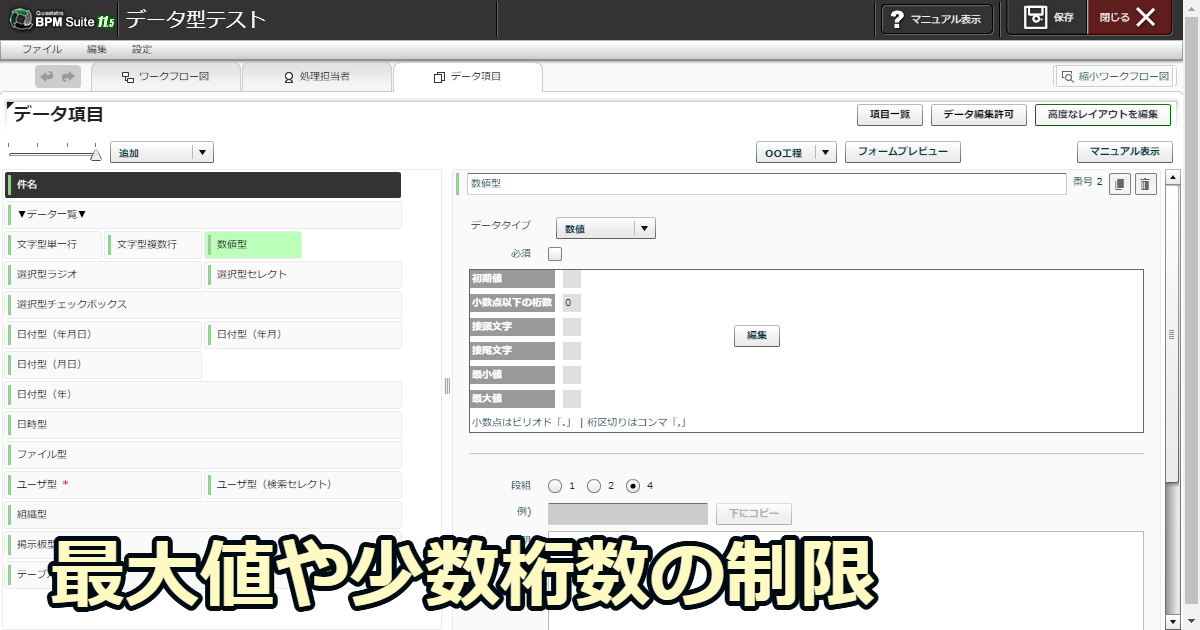 Questetra
BPM Suite 11.5
データ型テスト
? マニュアル表示
保存
閉じる
ファイル 編集 設定
ワークフロー図
処理担当者
データ項目
縮小ワークフロー図
データ項目
項目一覧
データ編集許可
高度なレイアウトを編集
追加
OO工程
フォームプレビュー
マニュアル表示
件名
▼データ一覧▼
文字型単一行
文字型複数行
数値型
選択型ラジオ
選択型セレクト
選択型チェックボックス
日付型（年月日）
日付型（年月）
日付型（月日）
日付型（年）
日時型
ファイル型
ユーザ型 *
ユーザ型（検索セレクト）
組織型
掲示板型
数値型
番号 2
データタイプ
数値
必須
初期値
小数点以下の桁数 0
接頭文字
接尾文字
最小値
最大値
編集
小数点はピリオド「.」 | 桁区切りはコンマ「,」
段組 1 2 4
例)
下にコピー
最大値や少数桁数の制限